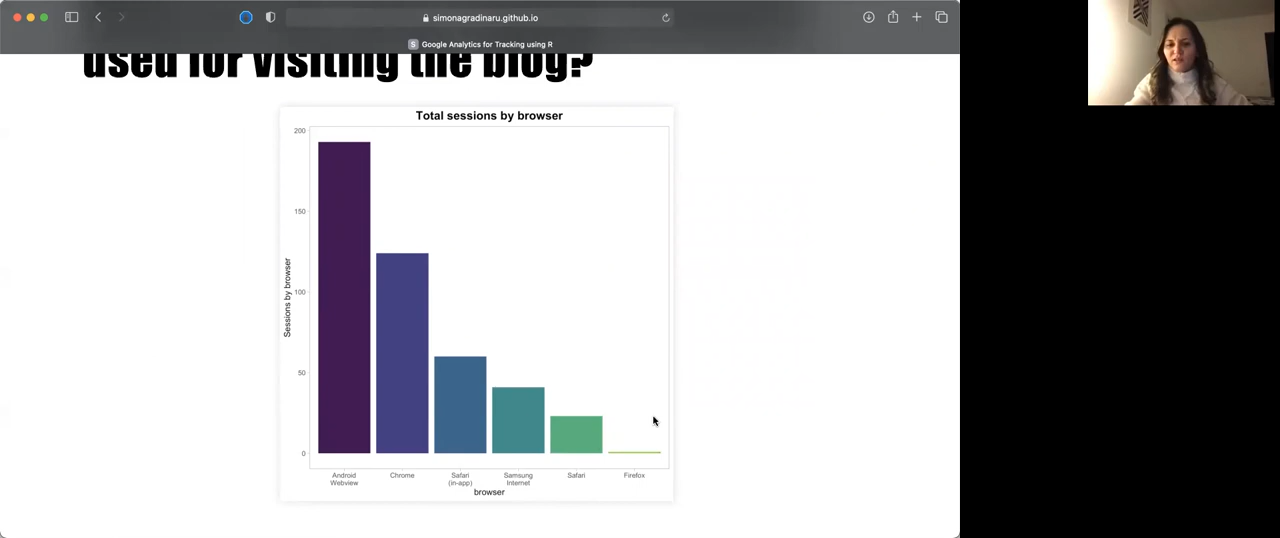 simonagradinaru.github.io
S Google Analytics for Tracking using R
used for visiting the blog?
Total sessions by browser
200
150
100
50
0
Sessions by browser
Android Webview
Chrome
Safari (in-app)
Samsung Internet
Safari
Firefox
browser